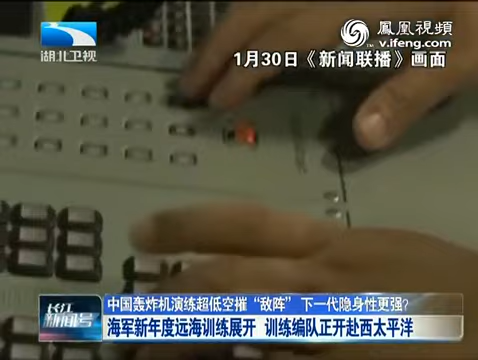 湖北卫视
鳳凰视頻
v.ifeng.com
1月30日《新闻联播》画面
长江新闻号
中国轰炸机演练超低空摧“敌阵” 下一代隐身性更强?
海军新年度远海训练展开 训练编队正开赴西太平洋